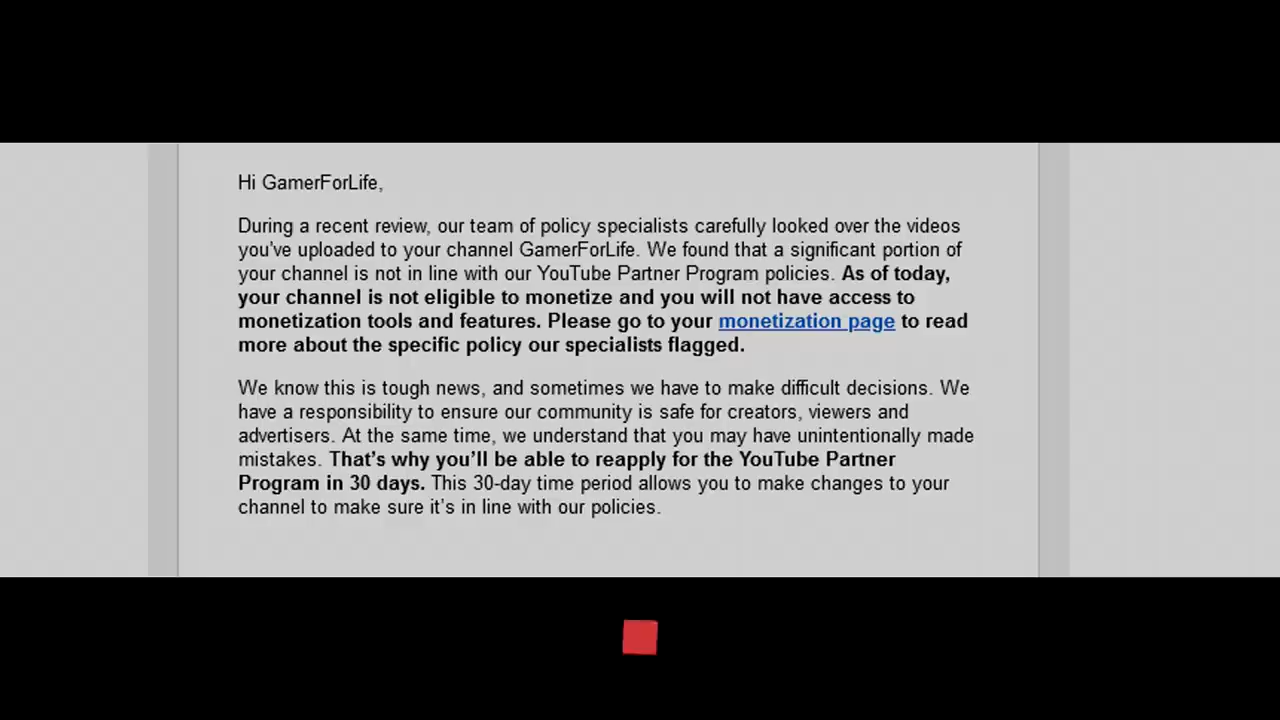 Hi GamerForLife,
During a recent review, our team of policy specialists carefully looked over the videos
you've uploaded to your channel GamerForLife. We found that a significant portion of
your channel is not in line with our YouTube Partner Program policies. As of today,
your channel is not eligible to monetize and you will not have access to
monetization tools and features. Please go to your monetization page to read
more about the specific policy our specialists flagged.
We know this is tough news, and sometimes we have to make difficult decisions. We
have a responsibility to ensure our community is safe for creators, viewers and
advertisers. At the same time, we understand that you may have unintentionally made
mistakes. That’s why you’ll be able to reapply for the YouTube Partner
Program in 30 days. This 30-day time period allows you to make changes to your
channel to make sure it’s in line with our policies.